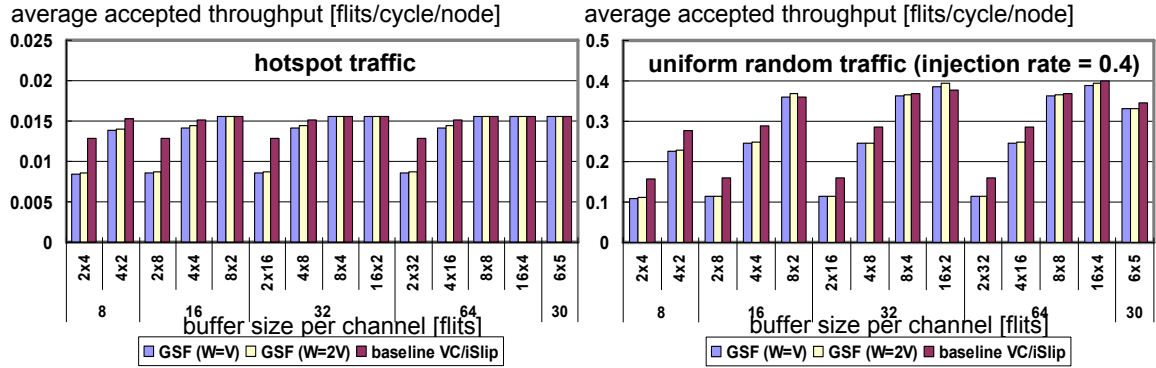 average accepted throughput [flits/cycle/node]
0.025
0.02
0.015
0.01
0.005
0
hotspot traffic
2x4 4x2 2x8 4x4 8x2 2x16 4x8 8x4 16x2 2x32 4x16 8x8 16x4 6x5
8 16 32 64 30
buffer size per channel [flits]
GSF (W=V) GSF (W=2V) baseline VC/iSlip
average accepted throughput [flits/cycle/node]
0.5
0.4
0.3
0.2
0.1
0
uniform random traffic (injection rate = 0.4)
2x4 4x2 2x8 4x4 8x2 2x16 4x8 8x4 16x2 2x32 4x16 8x8 16x4 6x5
8 16 32 64 30
buffer size per channel [flits]
GSF (W=V) GSF (W=2V) baseline VC/iSlip